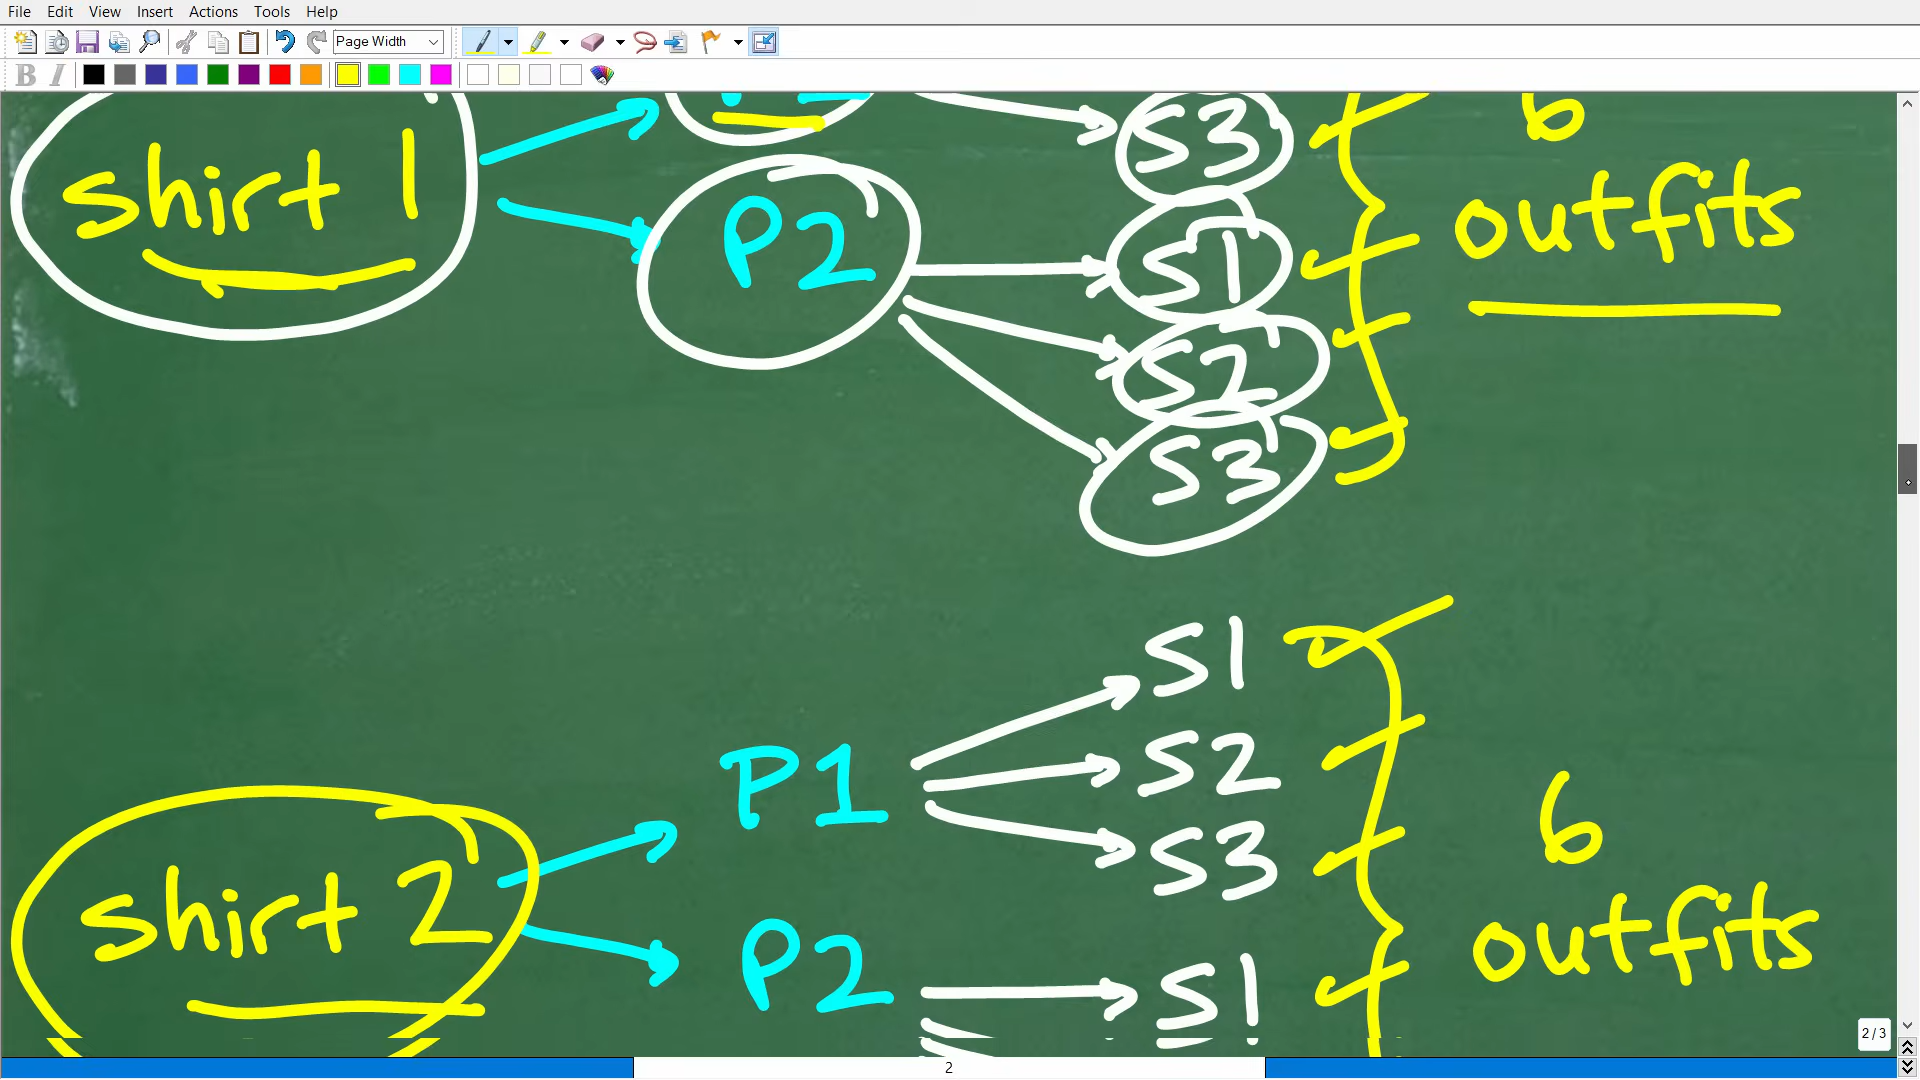 File Edit View Insert Actions Tools Help
Page Width
B I
S3
6
shirt 1
outfits
P2
S1
S2
S3
S1
P1
S2
6
S3
shirt 2
outfits
P2
S1
2 / 3
2